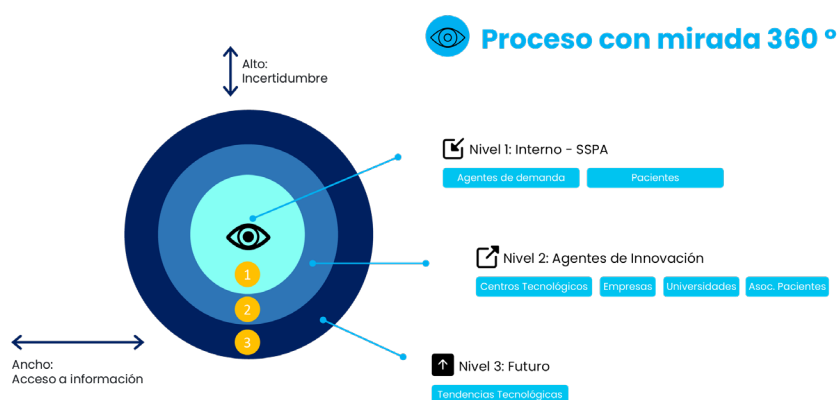 Proceso con mirada 360 º
Alto:
Incertidumbre
Nivel 1: Interno - SSPA
Agentes de demanda
Pacientes
Nivel 2: Agentes de Innovación
Centros Tecnológicos
Empresas
Universidades
Asoc. Pacientes
1
2
3
Ancho:
Acceso a información
Nivel 3: Futuro
Tendencias Tecnológicas